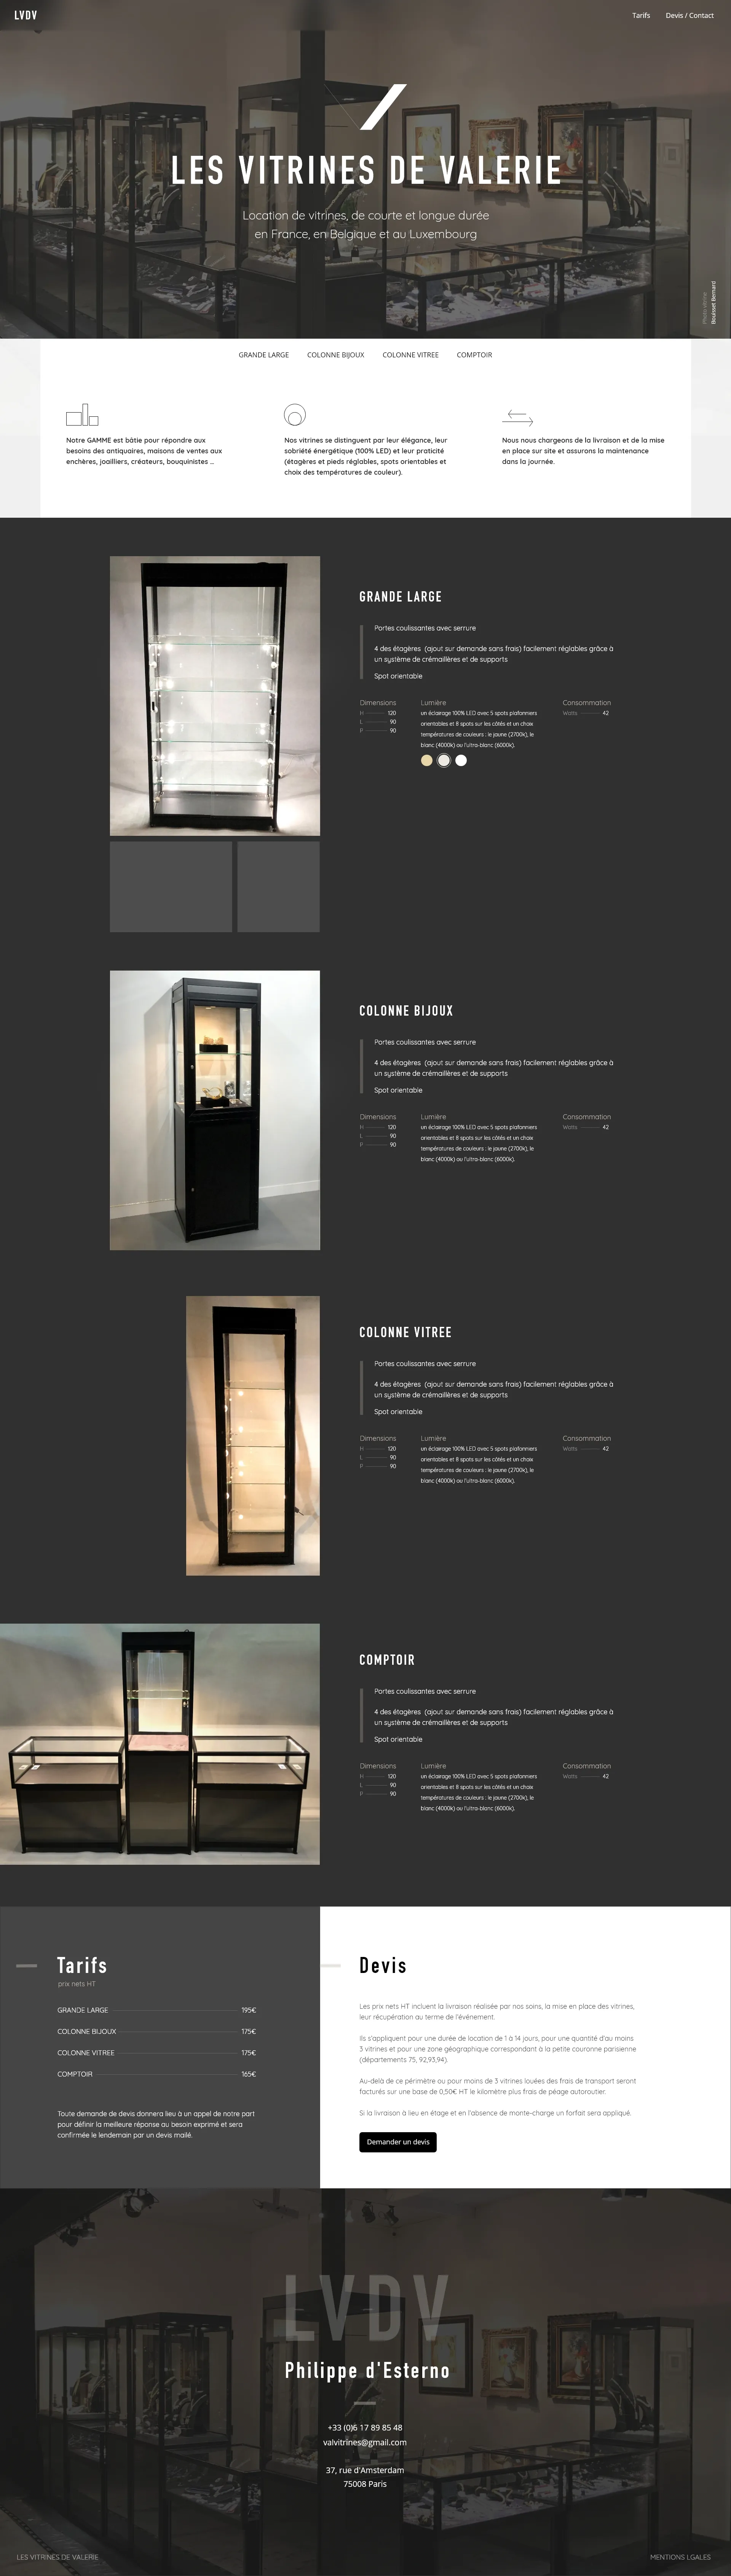 LVDV
Tarifs
Devis / Contact
LES VITRINES DE VALERIE
Location de vitrines, de courte et longue durée
en France, en Belgique et au Luxembourg
Photo vitrine
Bouisset Bernard
GRANDE LARGE
COLONNE BIJOUX
COLONNE VITREE
COMPTOIR
Notre GAMME est bâtie pour répondre aux
besoins des antiquaires, maisons de ventes aux
enchères, joailliers, créateurs, bouquinistes ...
Nos vitrines se distinguent par leur élégance, leur
sobriété énergétique (100% LED) et leur praticité
(étagères et pieds réglables, spots orientables et
choix des températures de couleur).
Nous nous chargeons de la livraison et de la mise
en place sur site et assurons la maintenance
dans la journée.
GRANDE LARGE
Portes coulissantes avec serrure
4 des étagères (ajout sur demande sans frais) facilement réglables grâce à
un système de crémaillères et de supports
Spot orientable
Dimensions
H 120
L 90
P 90
Lumière
un éclairage 100% LED avec 5 spots plafonniers
orientables et 8 spots sur les côtés et un choix
températures de couleurs : le jaune (2700k), le
blanc (4000k) ou l'ultra-blanc (6000k).
Consommation
Watts 42
COLONNE BIJOUX
Portes coulissantes avec serrure
4 des étagères (ajout sur demande sans frais) facilement réglables grâce à
un système de crémaillères et de supports
Spot orientable
Dimensions
H 120
L 90
P 90
Lumière
un éclairage 100% LED avec 5 spots plafonniers
orientables et 8 spots sur les côtés et un choix
températures de couleurs : le jaune (2700k), le
blanc (4000k) ou l'ultra-blanc (6000k).
Consommation
Watts 42
COLONNE VITREE
Portes coulissantes avec serrure
4 des étagères (ajout sur demande sans frais) facilement réglables grâce à
un système de crémaillères et de supports
Spot orientable
Dimensions
H 120
L 90
P 90
Lumière
un éclairage 100% LED avec 5 spots plafonniers
orientables et 8 spots sur les côtés et un choix
températures de couleurs : le jaune (2700k), le
blanc (4000k) ou l'ultra-blanc (6000k).
Consommation
Watts 42
COMPTOIR
Portes coulissantes avec serrure
4 des étagères (ajout sur demande sans frais) facilement réglables grâce à
un système de crémaillères et de supports
Spot orientable
Dimensions
H 120
L 90
P 90
Lumière
un éclairage 100% LED avec 5 spots plafonniers
orientables et 8 spots sur les côtés et un choix
températures de couleurs : le jaune (2700k), le
blanc (4000k) ou l'ultra-blanc (6000k).
Consommation
Watts 42
Tarifs
prix nets HT
GRANDE LARGE 195€
COLONNE BIJOUX 175€
COLONNE VITREE 175€
COMPTOIR 165€
Toute demande de devis donnera lieu à un appel de notre part
pour définir la meilleure réponse au besoin exprimé et sera
confirmée le lendemain par un devis mailé.
Devis
Les prix nets HT incluent la livraison réalisée par nos soins, la mise en place des vitrines,
leur récupération au terme de l'événement.
Ils s'appliquent pour une durée de location de 1 à 14 jours, pour une quantité d'au moins
3 vitrines et pour une zone géographique correspondant à la petite couronne parisienne
(départements 75, 92,93,94).
Au-delà de ce périmètre ou pour moins de 3 vitrines louées des frais de transport seront
facturés sur une base de 0,50€ HT le kilomètre plus frais de péage autoroutier.
Si la livraison à lieu en étage et en l'absence de monte-charge un forfait sera appliqué.
Demander un devis
LVDV
Philippe d'Esterno
+33 (0)6 17 89 85 48
valvitrines@gmail.com
37, rue d'Amsterdam
75008 Paris
LES VITRINES DE VALERIE
MENTIONS LGALES